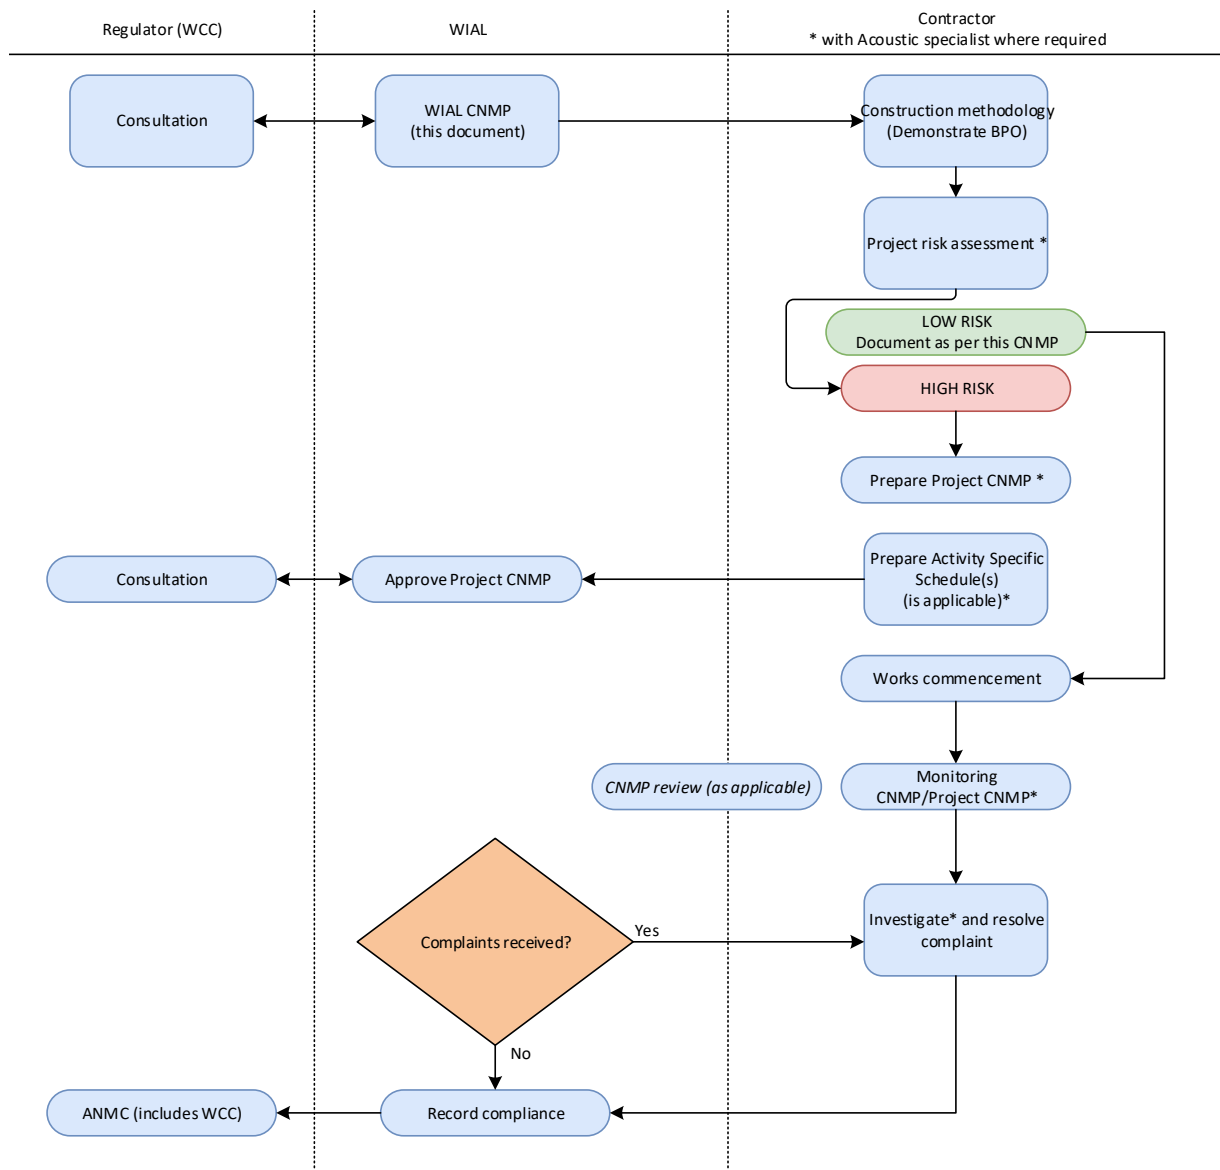 Regulator (WCC)
WIAL
Contractor
* with Acoustic specialist where required
Consultation
WIAL CNMP
(this document)
Construction methodology
(Demonstrate BPO)
Project risk assessment *
LOW RISK
Document as per this CNMP
HIGH RISK
Prepare Project CNMP *
Consultation
Approve Project CNMP
Prepare Activity Specific
Schedule(s)
(is applicable)*
Works commencement
CNMP review (as applicable)
Monitoring
CNMP/Project CNMP*
Complaints received?
Yes
Investigate* and resolve
complaint
No
ANMC (includes WCC)
Record compliance